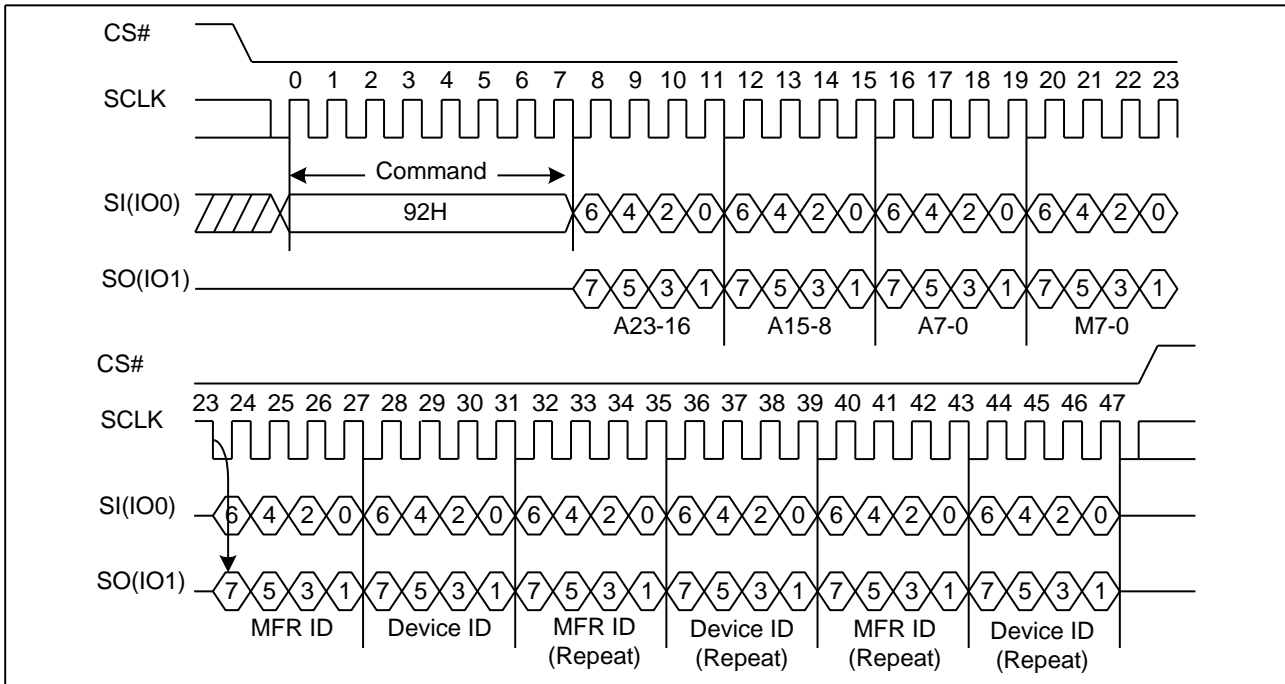 CS#
0 1 2 3 4 5 6 7 8 9 10 11 12 13 14 15 16 17 18 19 20 21 22 23
SCLK
Command
SI(IO0)
92H
6 4 2 0 6 4 2 0 6 4 2 0 6 4 2 0
SO(IO1)
7 5 3 1 7 5 3 1 7 5 3 1 7 5 3 1
A23-16 A15-8 A7-0 M7-0
CS#
23 24 25 26 27 28 29 30 31 32 33 34 35 36 37 38 39 40 41 42 43 44 45 46 47
SCLK
SI(IO0)
6 4 2 0 6 4 2 0 6 4 2 0 6 4 2 0 6 4 2 0 6 4 2 0
SO(IO1)
7 5 3 1 7 5 3 1 7 5 3 1 7 5 3 1 7 5 3 1 7 5 3 1
MFR ID Device ID MFR ID Device ID MFR ID Device ID
(Repeat) (Repeat) (Repeat) (Repeat)